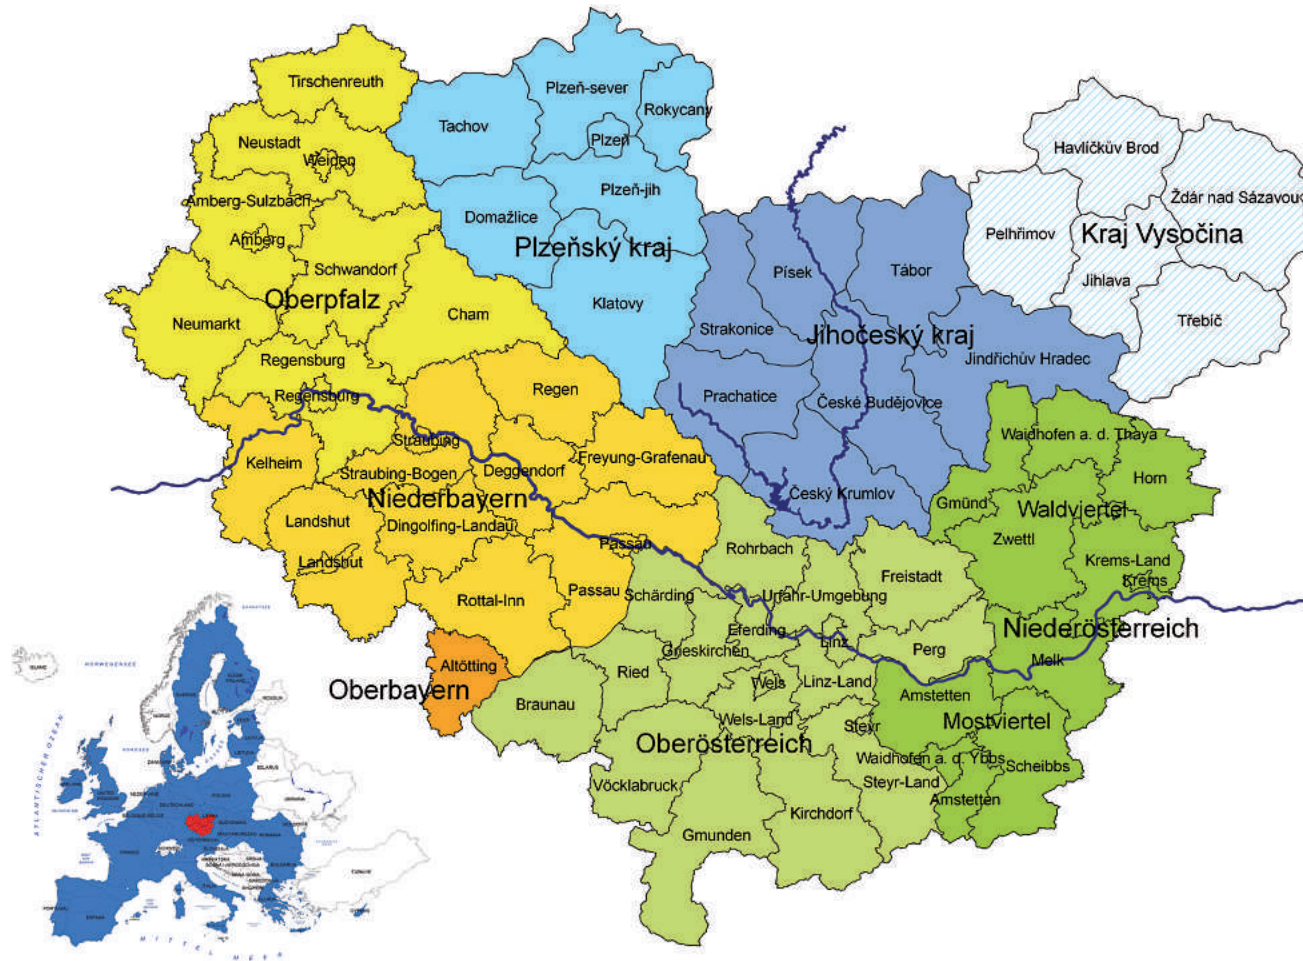 Tirschenreuth
Plzeň-sever
Rokycany
Tachov
Plzeň
Neustadt
Weiden
Havlíčkův Brod
Plzeň-jih
Ždár nad Sázavou
Amberg-Sulzbach
Domažlice
Pelhřimov
Kraj Vysočina
Amberg
Plzeňský kraj
Schwandorf
Písek
Tábor
Jihlava
Oberpfalz
Klatovy
Neumarkt
Cham
Strakonice
Jihočeský kraj
Třebíč
Regensburg
Jindřichův Hradec
Regensburg
Regen
Prachatice
České Budějovice
Straubing
Waidhofen a. d. Thaya
Kelheim
Straubing-Bogen
Deggendorf
Freyung-Grafenau
Horn
Niederbayern
Český Krumlov
Gmünd
Waldviertel
Landshut
Dingolfing-Landau
Zwettl
Passau
Rohrbach
Landshut
Krems-Land
Krems
Freistadt
Rottal-Inn
Passau
Schärding
Urfahr-Umgebung
Niederösterreich
Eferding
Linz
Grieskirchen
Perg
Altötting
Ried
Melk
Oberbayern
Wels
Linz-Land
Amstetten
Braunau
Wels-Land
Steyr
Mostviertel
Oberösterreich
Waidhofen a. d. Ybbs
Scheibbs
Vöcklabruck
Steyr-Land
Amstetten
Kirchdorf
Gmunden
ATLANTISCHER OZEAN
NORWEGENSEE
MITTELMEER